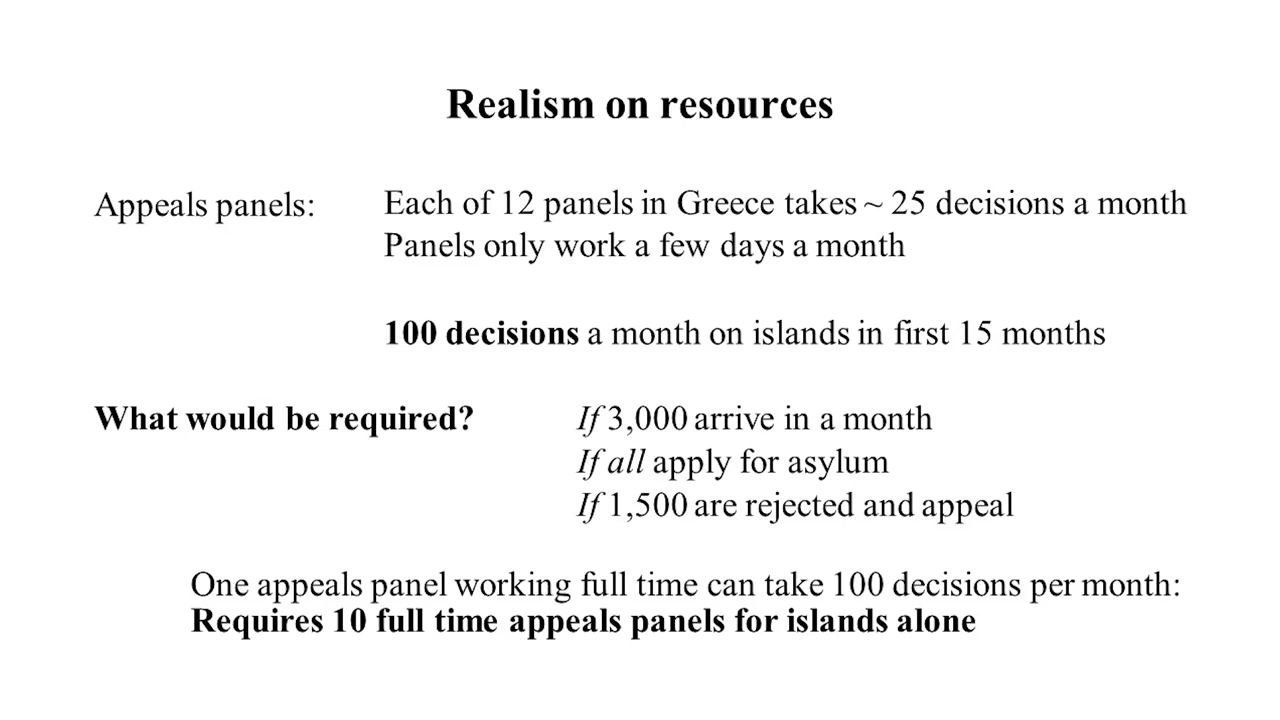 Realism on resources
Appeals panels: Each of 12 panels in Greece takes ~ 25 decisions a month
Panels only work a few days a month
100 decisions a month on islands in first 15 months
What would be required? If 3,000 arrive in a month
If all apply for asylum
If 1,500 are rejected and appeal
One appeals panel working full time can take 100 decisions per month:
Requires 10 full time appeals panels for islands alone